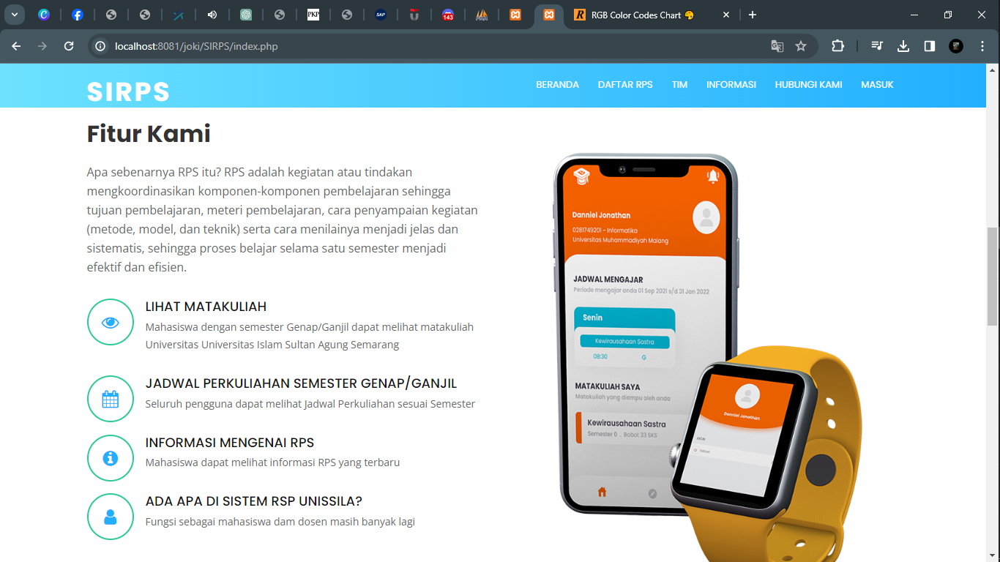 PKP
SAP
143
RGB Color Codes Chart
localhost:8081/joki/SIRPS/index.php
SIRPS
BERANDA DAFTAR RPS TIM INFORMASI HUBUNGI KAMI MASUK
Fitur Kami
Apa sebenarnya RPS itu? RPS adalah kegiatan atau tindakan
mengkoordinasikan komponen-komponen pembelajaran sehingga
tujuan pembelajaran, meteri pembelajaran, cara penyampaian kegiatan
(metode, model, dan teknik) serta cara menilainya menjadi jelas dan
sistematis, sehingga proses belajar selama satu semester menjadi
efektif dan efisien.
LIHAT MATAKULIAH
Mahasiswa dengan semester Genap/Ganjil dapat melihat matakuliah
Universitas Universitas Islam Sultan Agung Semarang
JADWAL PERKULIAHAN SEMESTER GENAP/GANJIL
Seluruh pengguna dapat melihat Jadwal Perkuliahan sesuai Semester
INFORMASI MENGENAI RPS
Mahasiswa dapat melihat informasi RPS yang terbaru
ADA APA DI SISTEM RSP UNISSILA?
Fungsi sebagai mahasiswa dam dosen masih banyak lagi
Danniel Jonathan
0281749201 - Informatika
Universitas Muhammadiyah Malang
JADWAL MENGAJAR
Periode mengajar anda 01 Sep 2021 s/d 31 Jan 2022
Senin
Kewirausahaan Sastra
08:30 G
MATAKULIAH SAYA
Matakuliah yang diampu oleh anda
Kewirausahaan Sastra
Semester 0 . Bobot 33 SKS
Danniel Jonathan